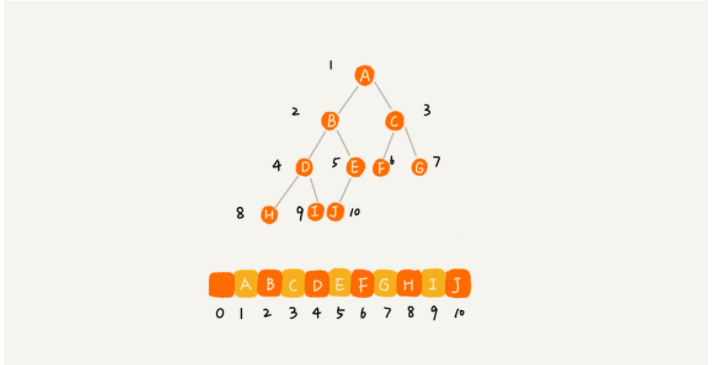 1
A
2 B C 3
4 D 5 E F 6 G 7
8 H 9 I J 10
A B C D E F G H I J
0 1 2 3 4 5 6 7 8 9 10